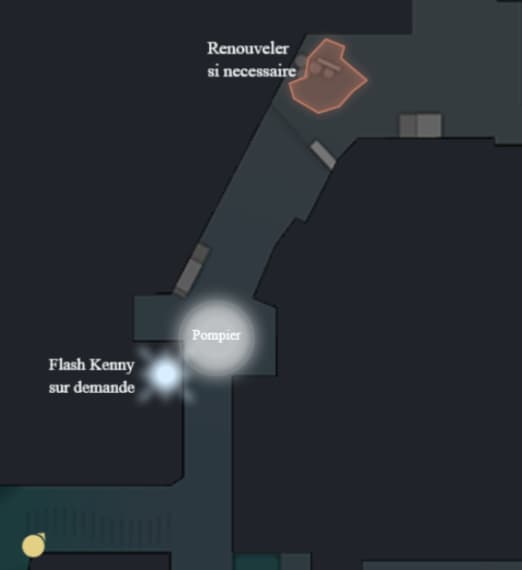 Renouveler
si necessaire
Pompier
Flash Kenny
sur demande